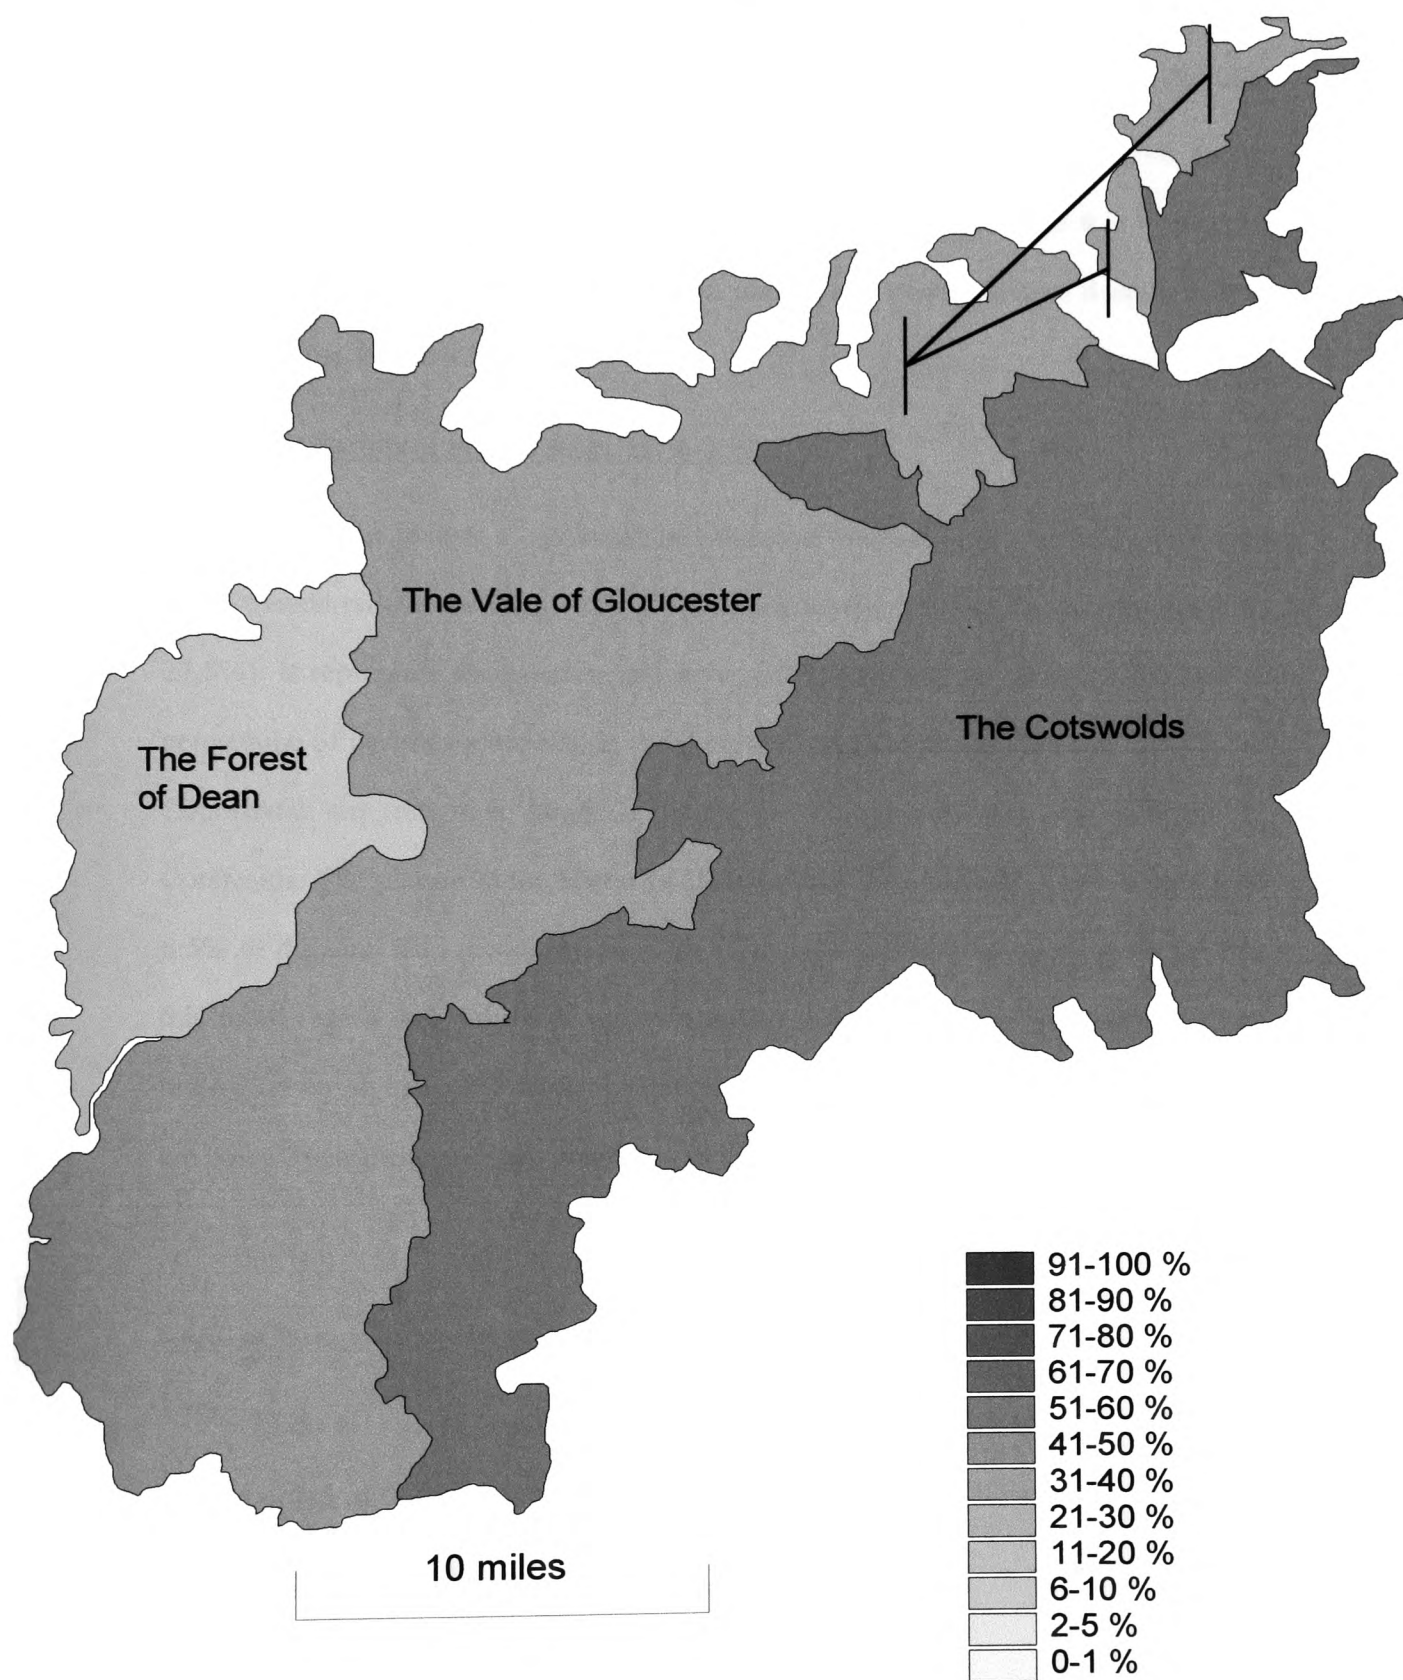 The Vale of Gloucester
The Cotswolds
The Forest
of Dean
91-100 %
81-90 %
71-80 %
61-70 %
51-60 %
41-50 %
31-40 %
21-30 %
11-20 %
6-10 %
2-5 %
0-1 %
10 miles